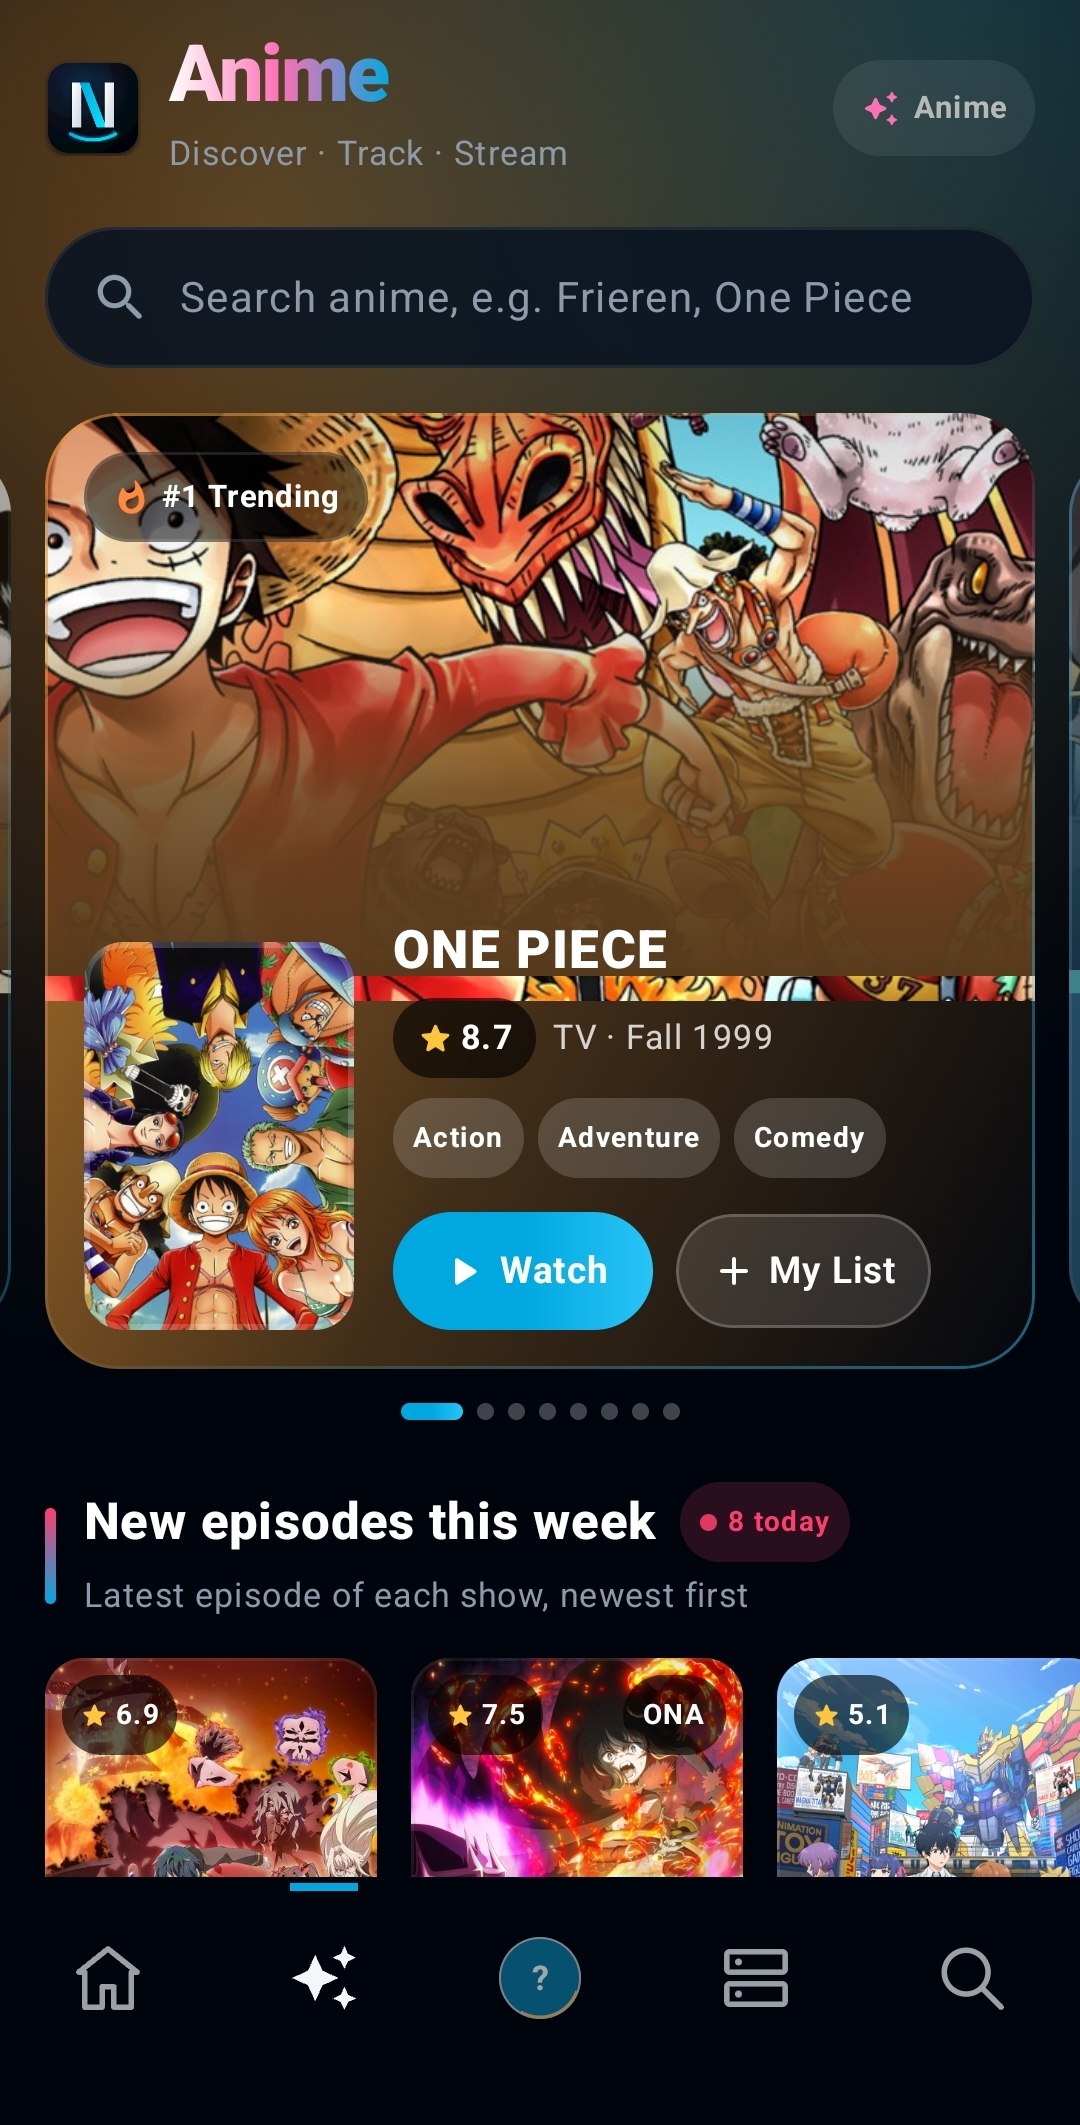 N
Anime
Discover · Track · Stream
Anime
Search anime, e.g. Frieren, One Piece
#1 Trending
ONE PIECE
8.7 TV · Fall 1999
Action Adventure Comedy
Watch + My List
New episodes this week 8 today
Latest episode of each show, newest first
6.9
7.5 ONA
5.1
ANIMATION
TOY
?